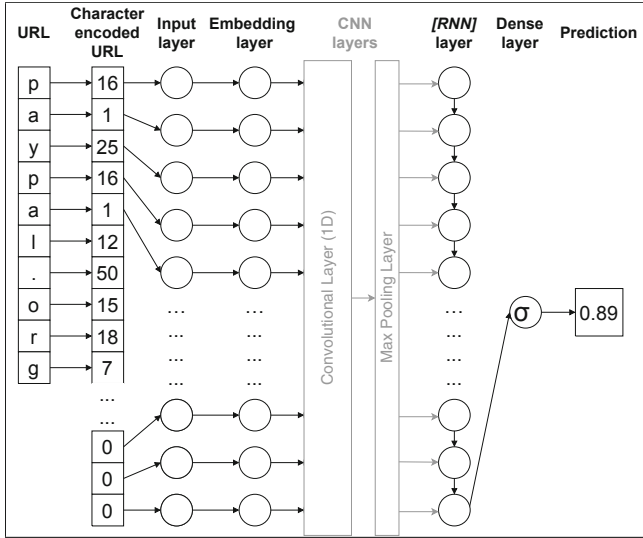 URL
Character
encoded
URL
Input
layer
Embedding
layer
CNN
layers
[RNN]
layer
Dense
layer
Prediction
p 16
a 1
y 25
p 16
a 1
l 12
. 50
o 15
r 18
g 7
... ... ... ...
... ... ...
... ... ...
... ... ...
...
...
0
0
0
Convolutional Layer (1D)
Max Pooling Layer
σ
0.89